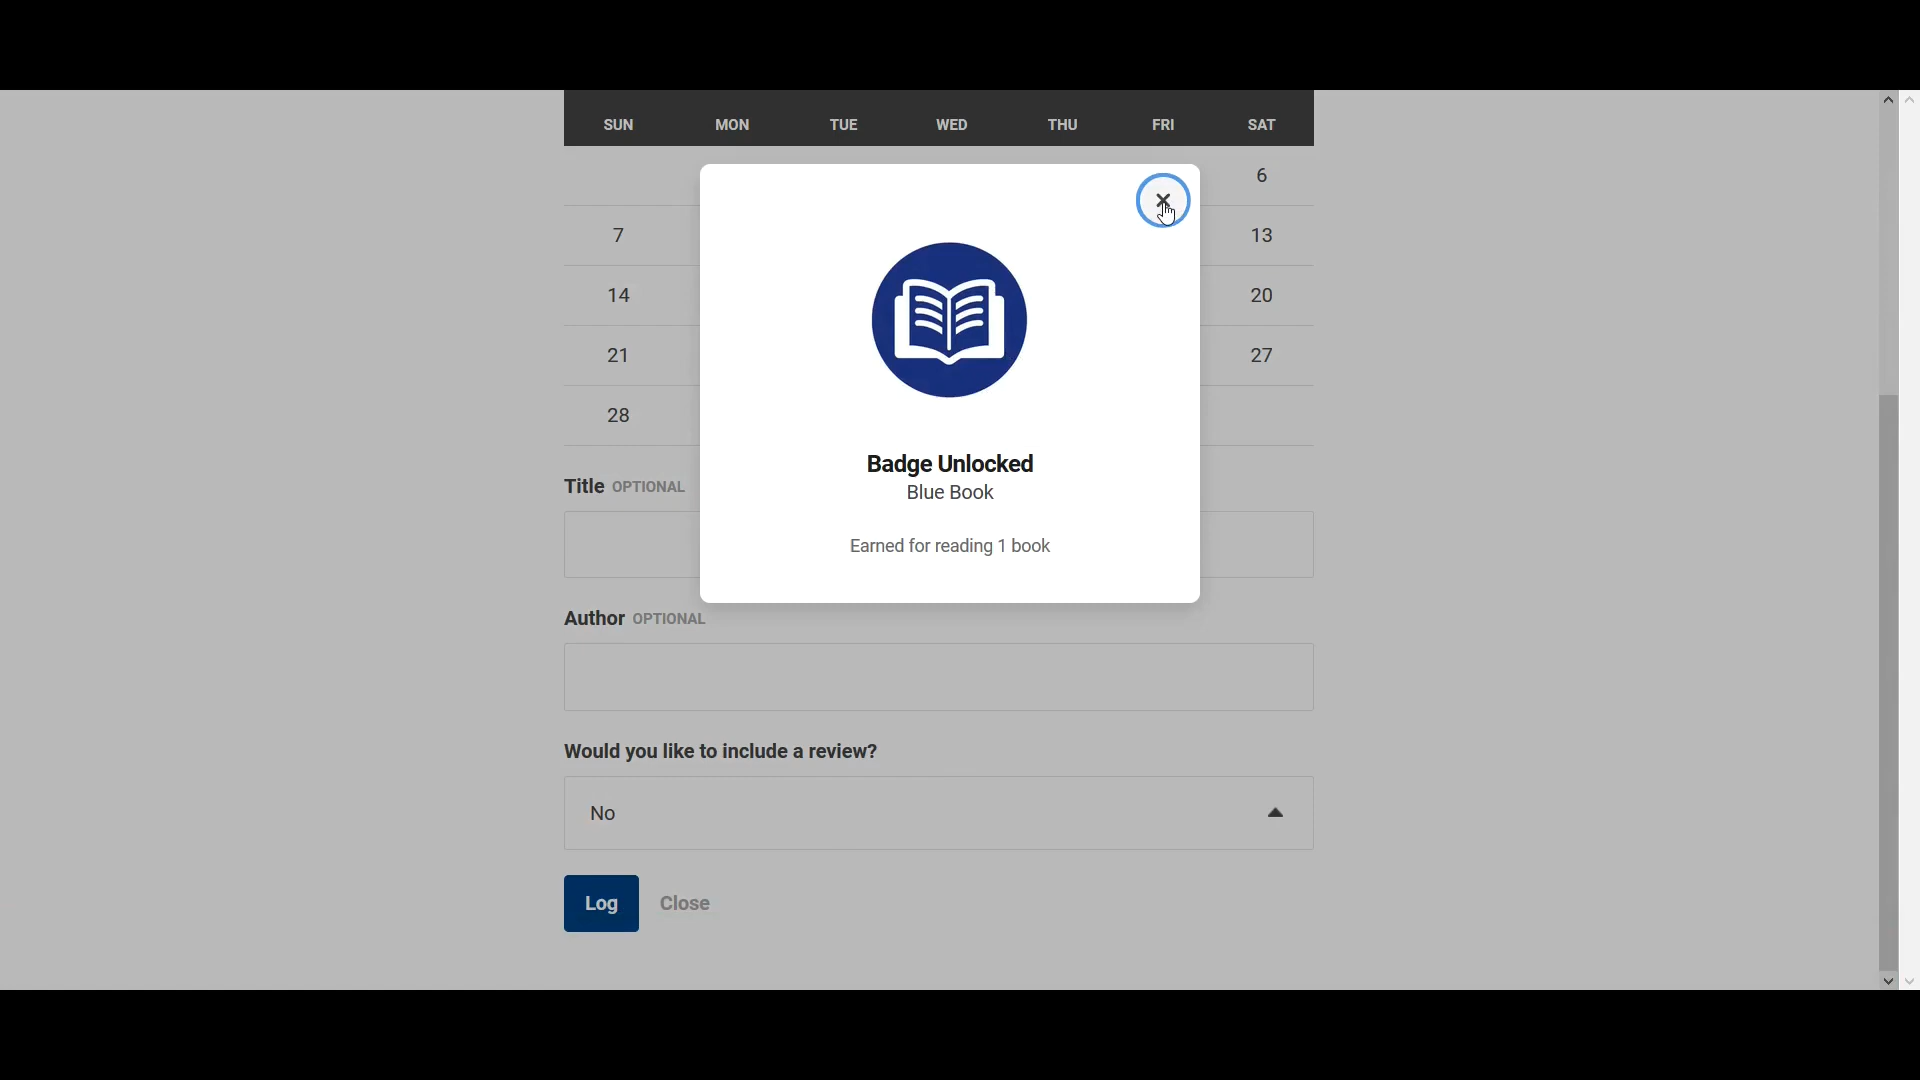 SUN MON TUE WED THU FRI SAT
6
7 13
14 20
21 27
28
Badge Unlocked
Blue Book
Earned for reading 1 book
Title OPTIONAL
Author OPTIONAL
Would you like to include a review?
No
Log Close